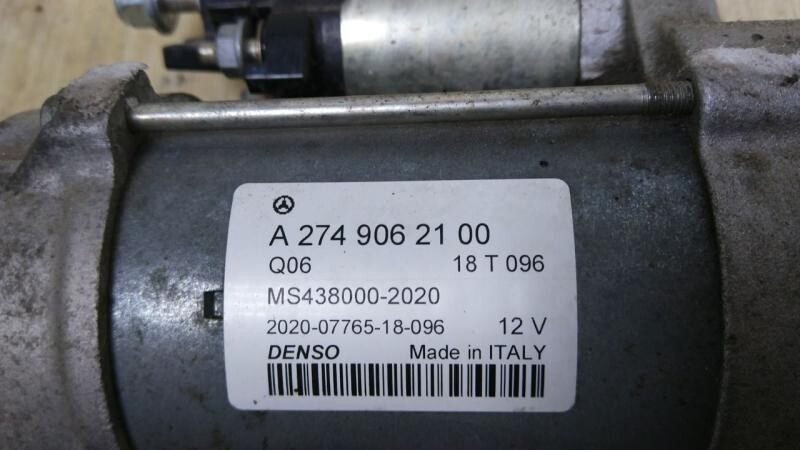 A 274 906 21 00
Q06 18 T 096
MS438000-2020
2020-07765-18-096 12 V
DENSO Made in ITALY